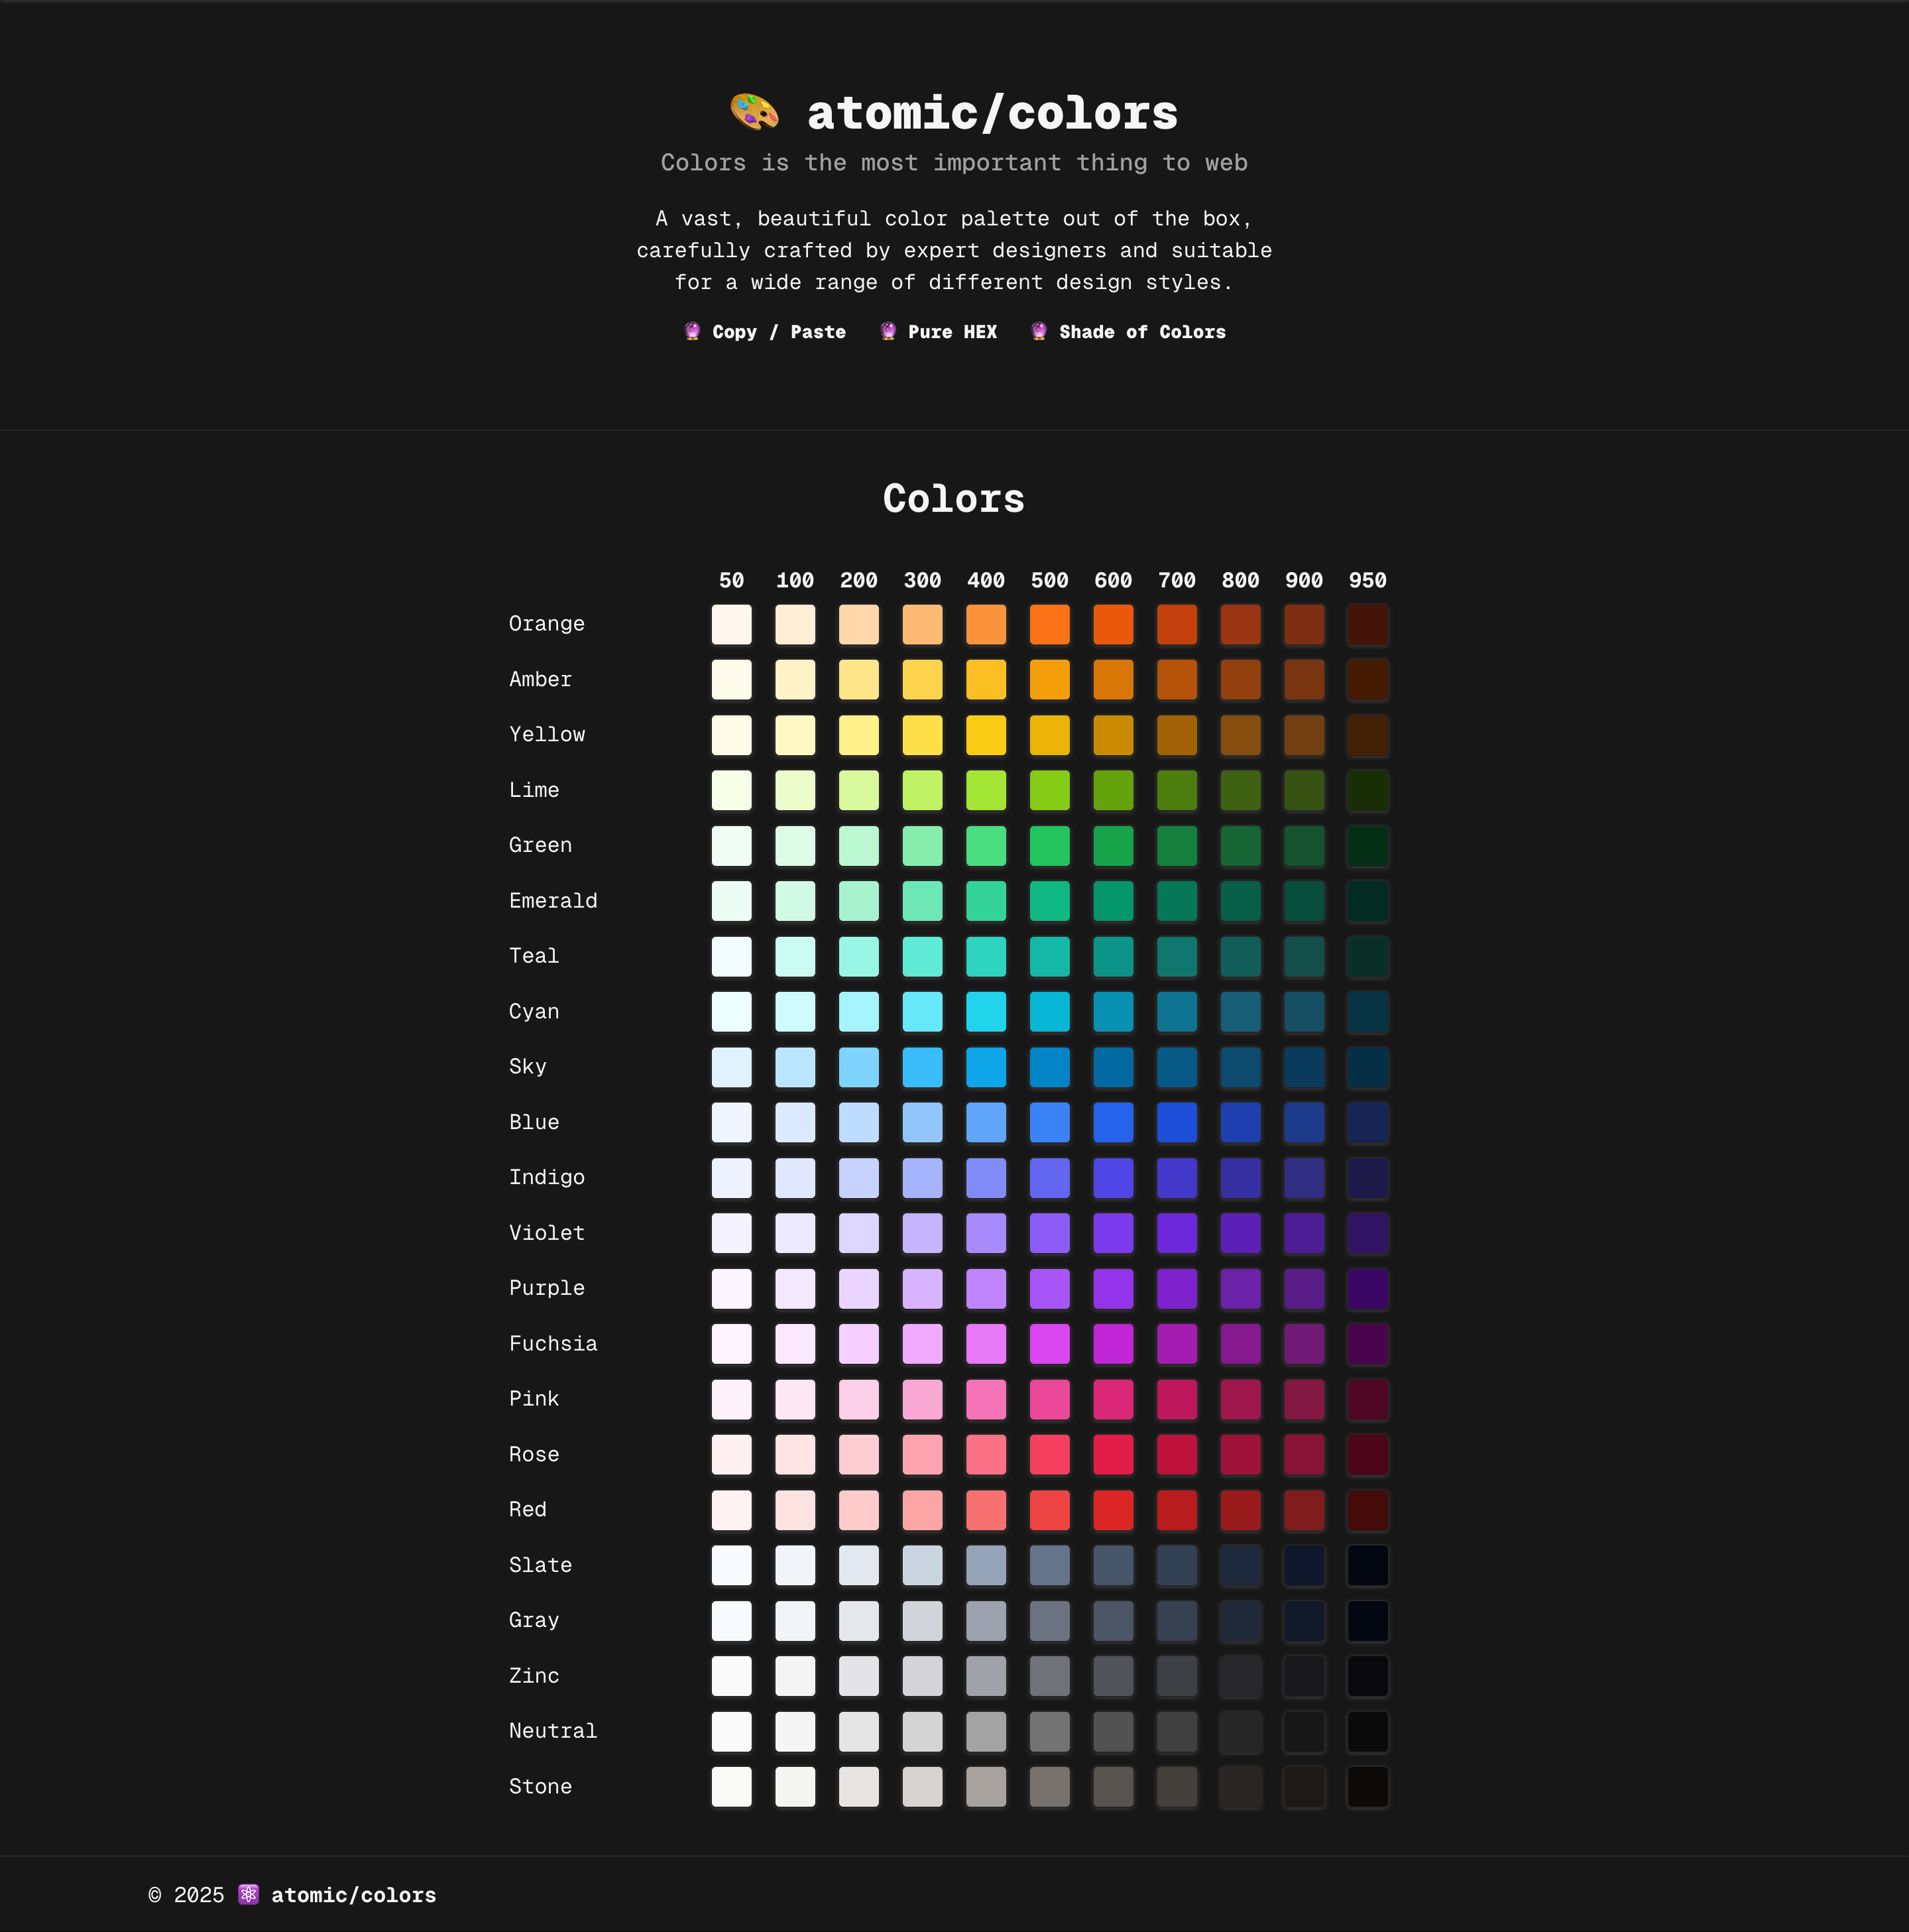 atomic/colors
Colors is the most important thing to web
A vast, beautiful color palette out of the box,
carefully crafted by expert designers and suitable
for a wide range of different design styles.
Copy / Paste Pure HEX Shade of Colors
Colors
50 100 200 300 400 500 600 700 800 900 950
Orange
Amber
Yellow
Lime
Green
Emerald
Teal
Cyan
Sky
Blue
Indigo
Violet
Purple
Fuchsia
Pink
Rose
Red
Slate
Gray
Zinc
Neutral
Stone
© 2025 atomic/colors